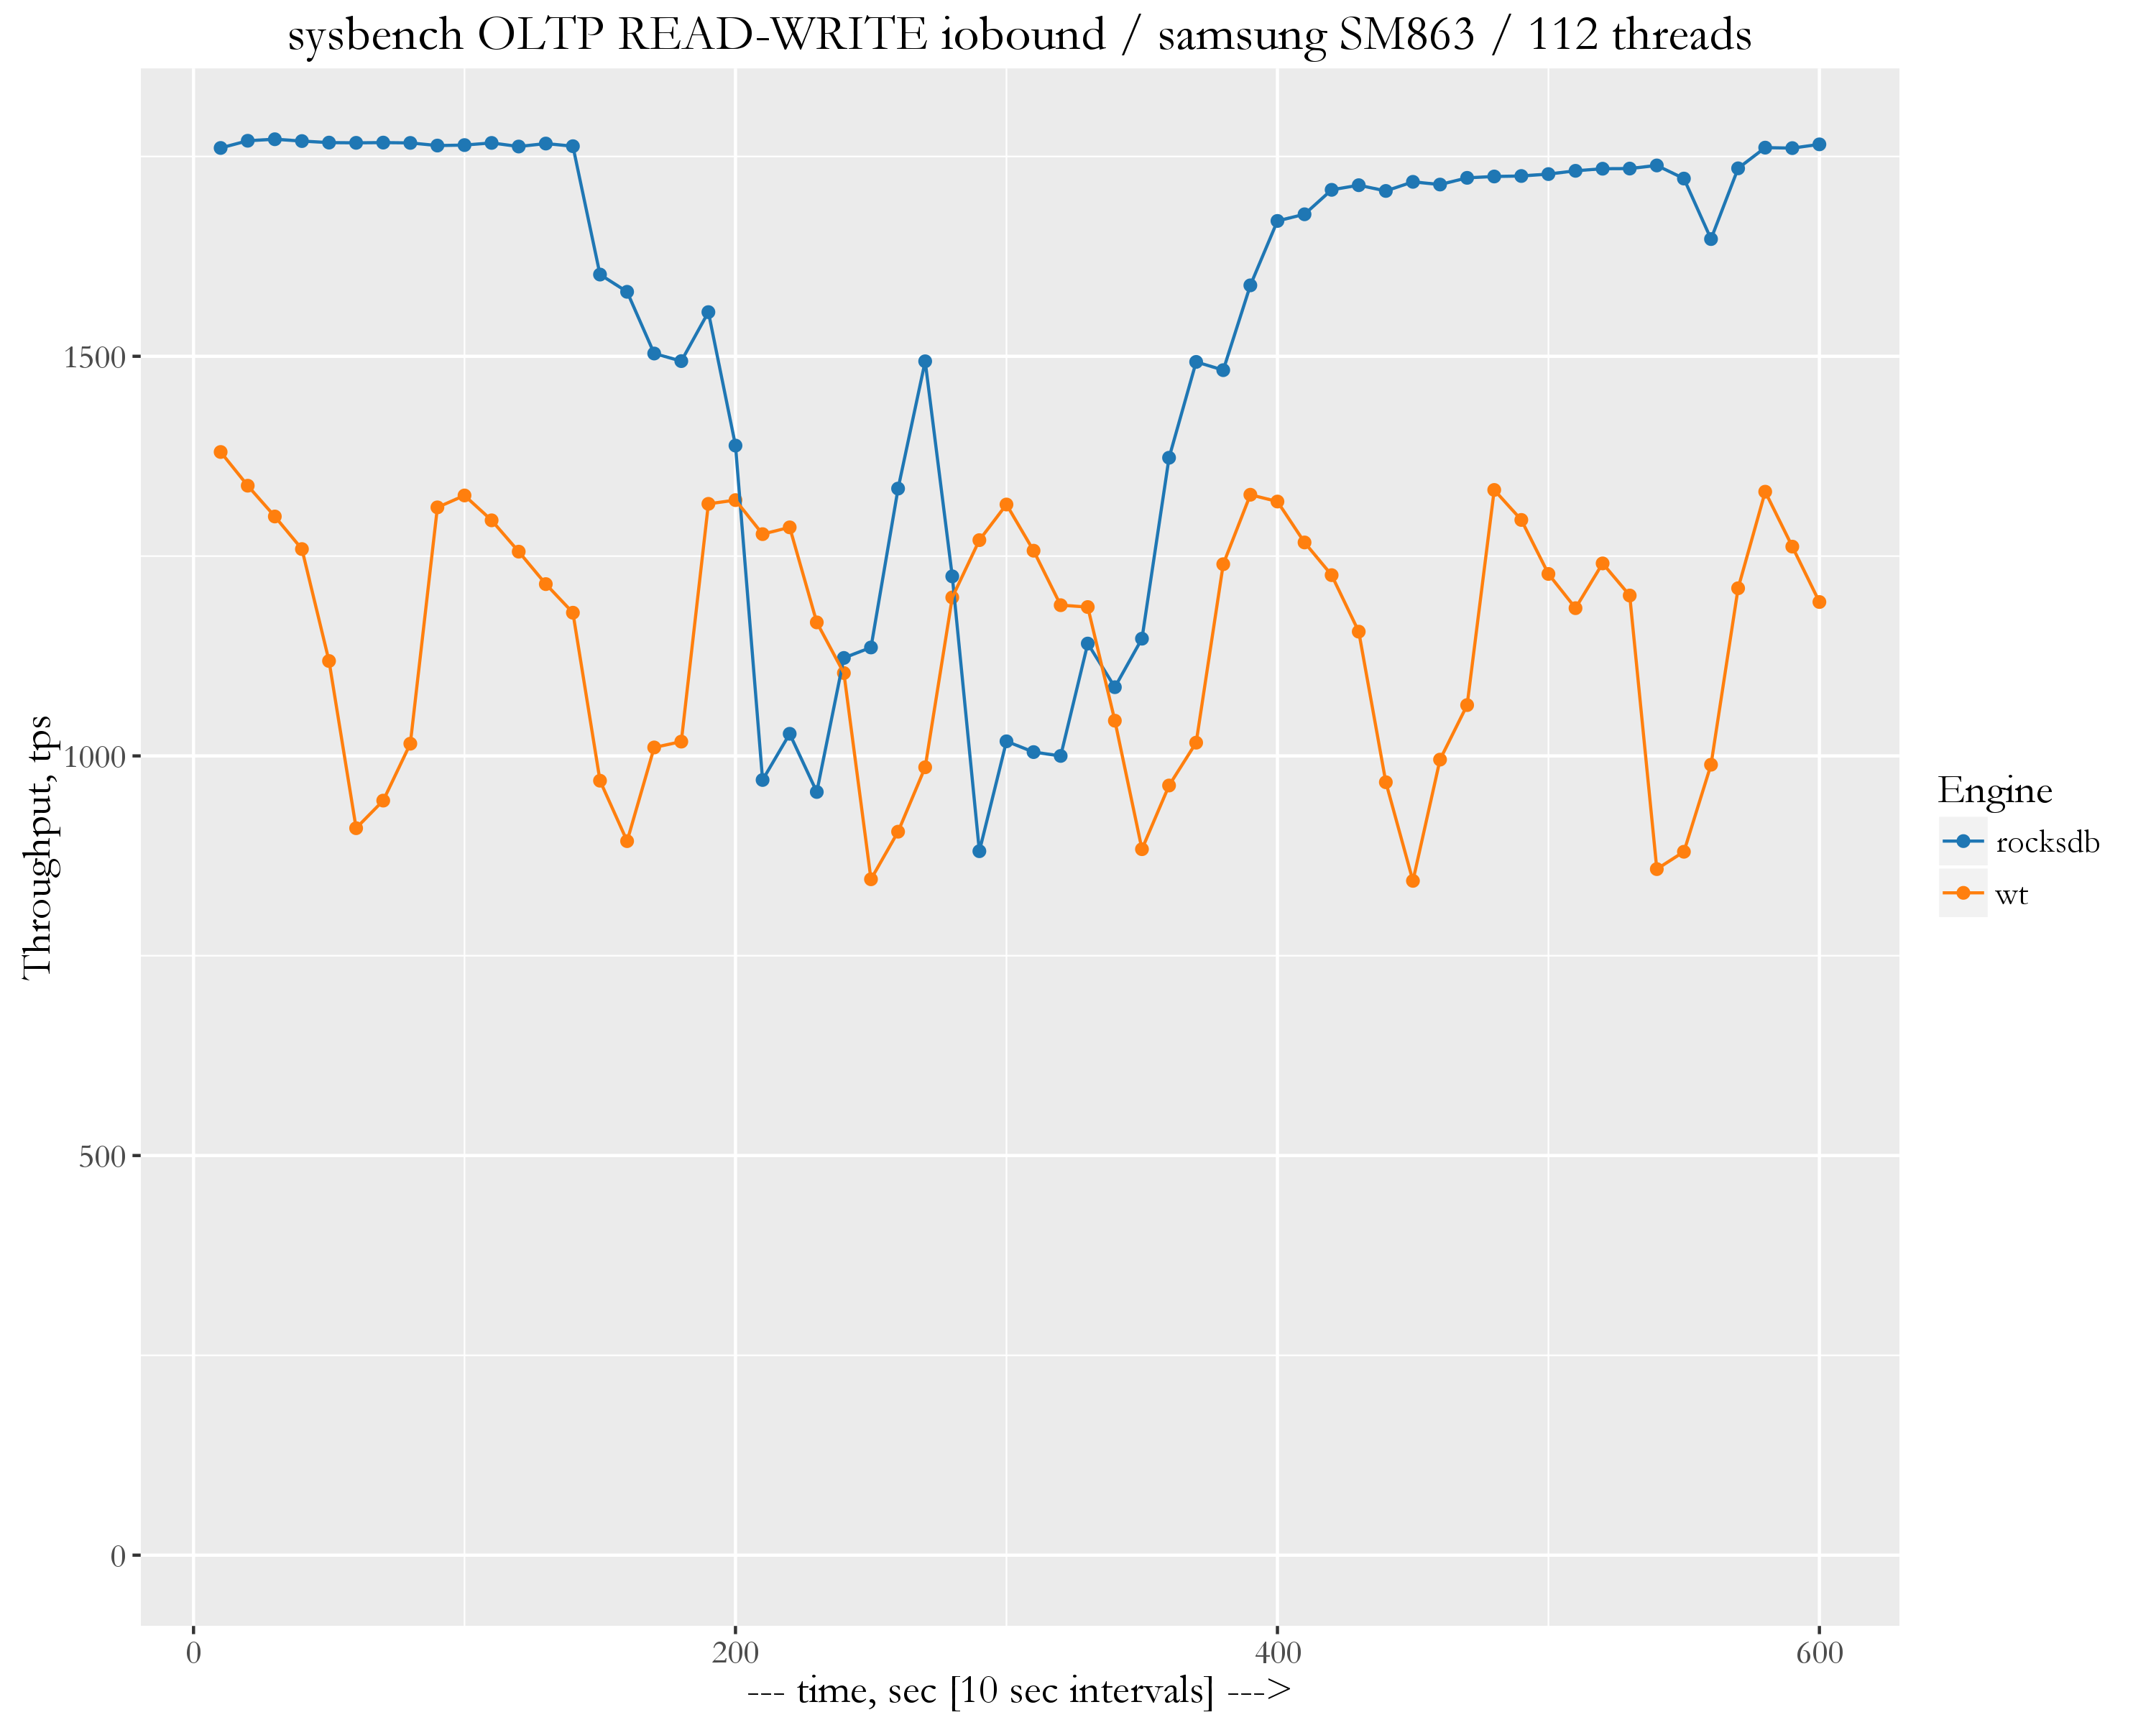 sysbench OLTP READ-WRITE iobound / samsung SM863 / 112 threads
Throughput, tps
1500
1000
500
0
0 200 400 600
--- time, sec [10 sec intervals] --->
Engine
rocksdb
wt